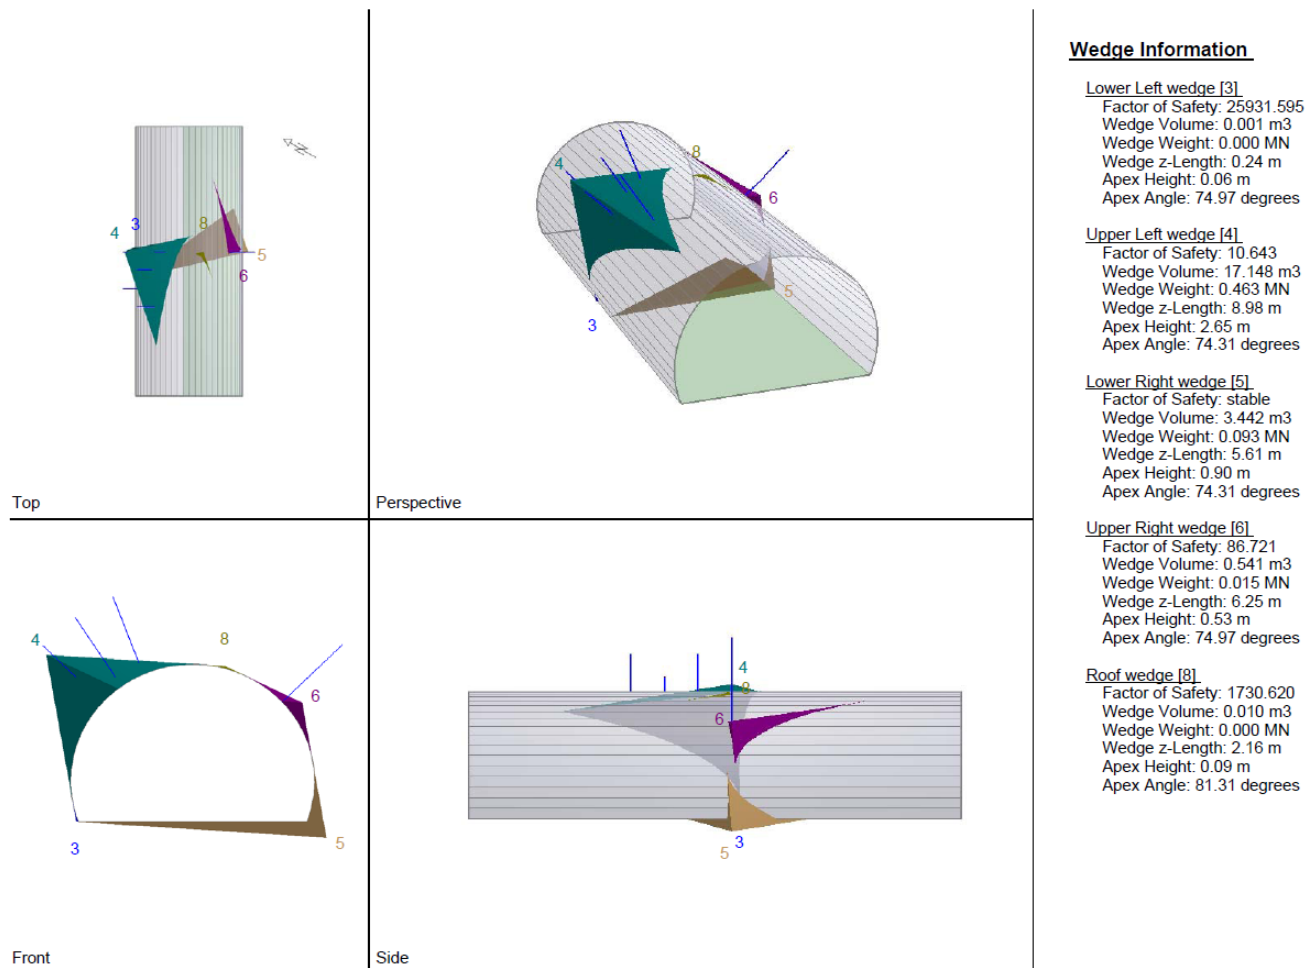 4
3
8
5
6
N
Top
4
8
6
5
3
Perspective
4
8
6
3
5
Front
4
8
6
3
5
Side
Wedge Information
Lower Left wedge [3]
Factor of Safety: 25931.595
Wedge Volume: 0.001 m3
Wedge Weight: 0.000 MN
Wedge z-Length: 0.24 m
Apex Height: 0.06 m
Apex Angle: 74.97 degrees
Upper Left wedge [4]
Factor of Safety: 10.643
Wedge Volume: 17.148 m3
Wedge Weight: 0.463 MN
Wedge z-Length: 8.98 m
Apex Height: 2.65 m
Apex Angle: 74.31 degrees
Lower Right wedge [5]
Factor of Safety: stable
Wedge Volume: 3.442 m3
Wedge Weight: 0.093 MN
Wedge z-Length: 5.61 m
Apex Height: 0.90 m
Apex Angle: 74.31 degrees
Upper Right wedge [6]
Factor of Safety: 86.721
Wedge Volume: 0.541 m3
Wedge Weight: 0.015 MN
Wedge z-Length: 6.25 m
Apex Height: 0.53 m
Apex Angle: 74.97 degrees
Roof wedge [8]
Factor of Safety: 1730.620
Wedge Volume: 0.010 m3
Wedge Weight: 0.000 MN
Wedge z-Length: 2.16 m
Apex Height: 0.09 m
Apex Angle: 81.31 degrees